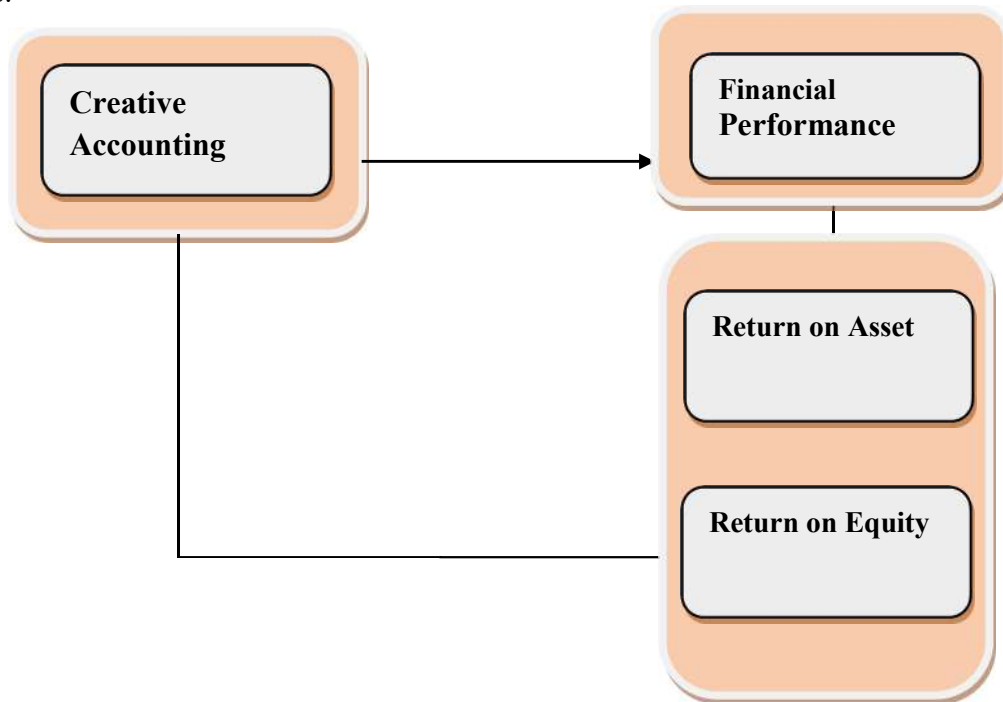 Creative
Accounting
Financial
Performance
Return on Asset
Return on Equity